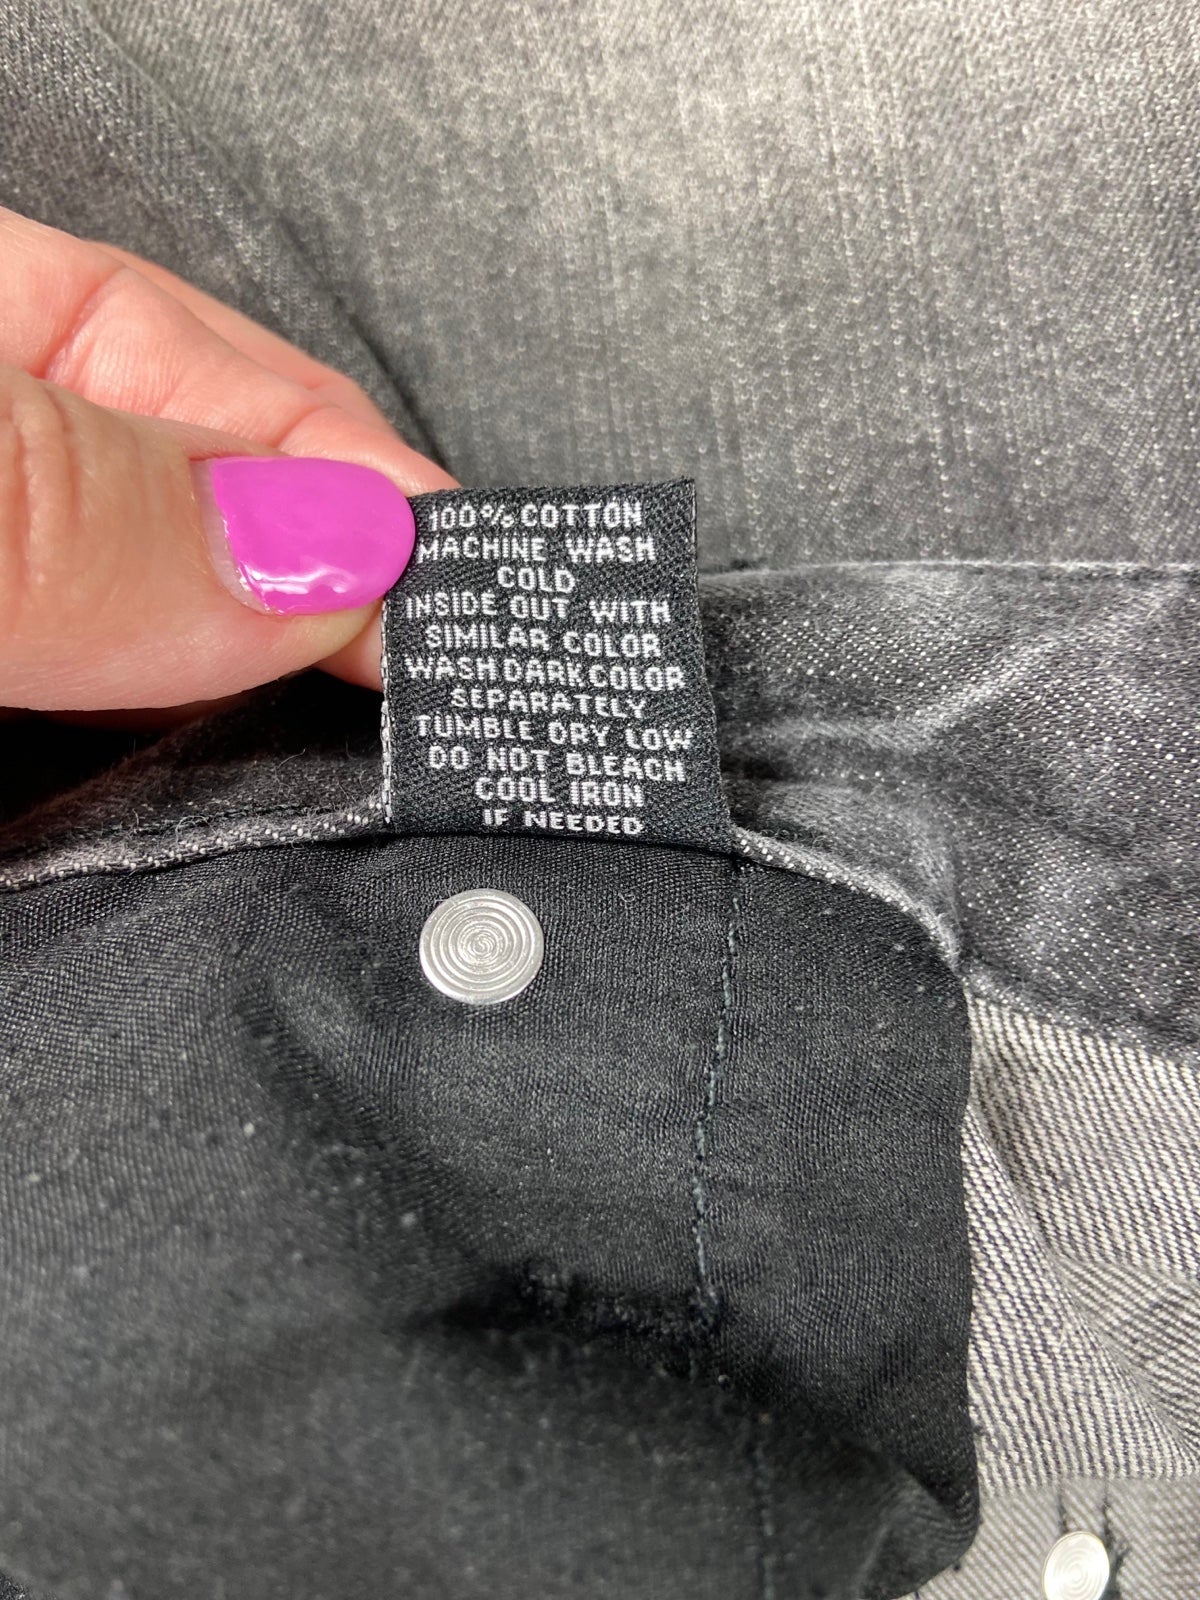 100% COTTON
MACHINE WASH
COLD
INSIDE OUT WITH
SIMILAR COLOR
WASH DARK COLOR
SEPARATELY
TUMBLE DRY LOW
DO NOT BLEACH
COOL IRON
IF NEEDED